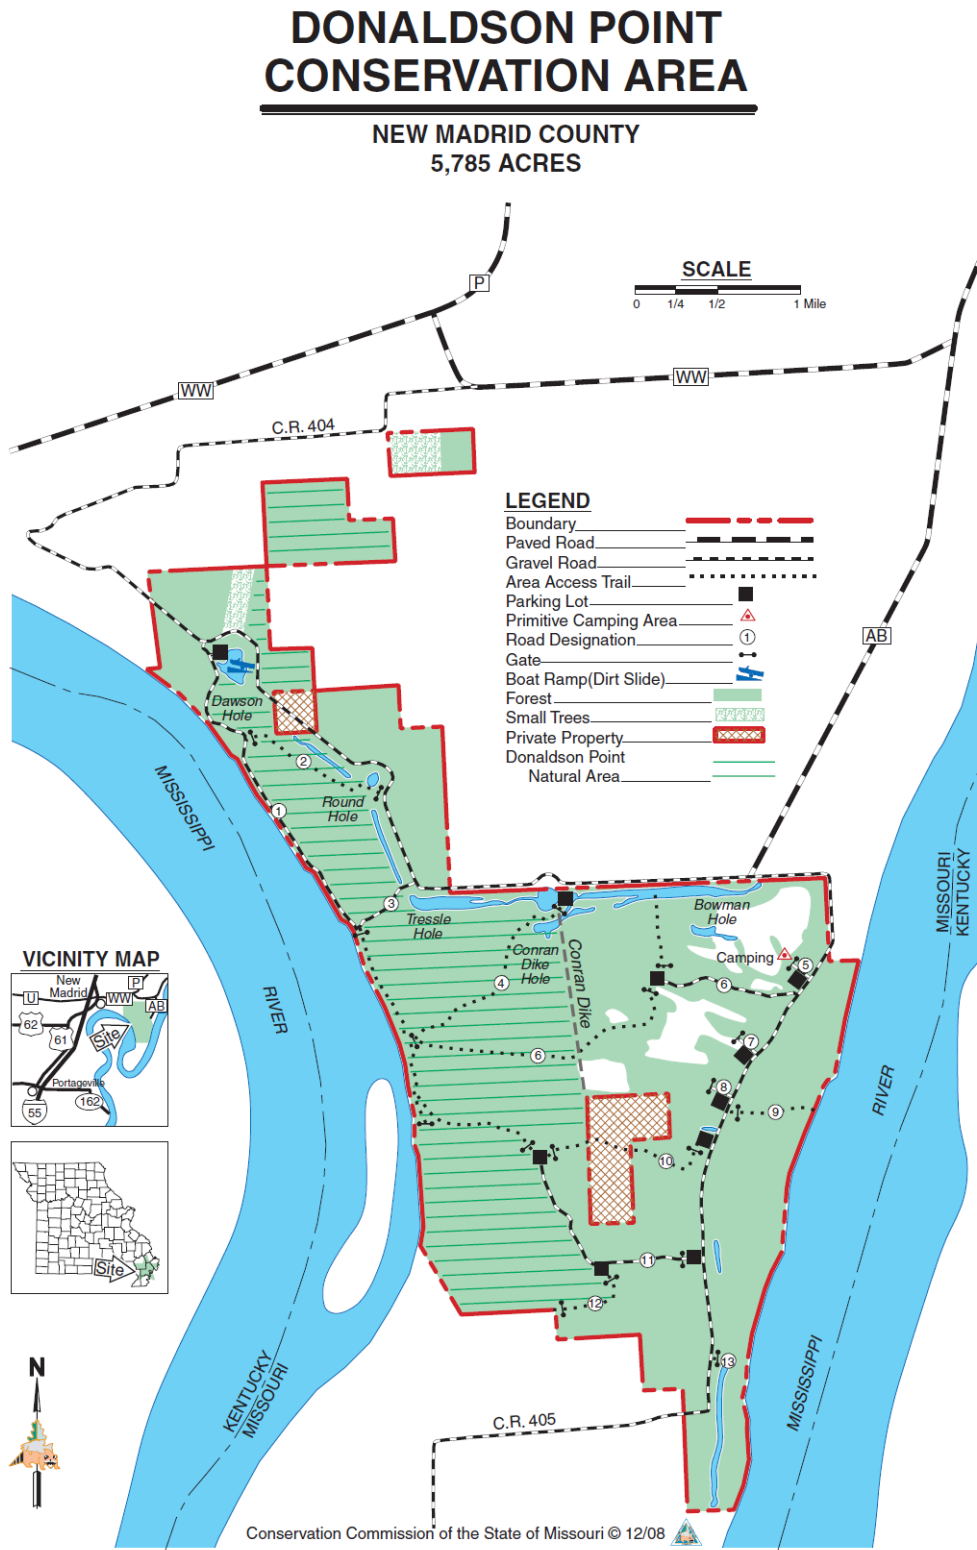 DONALDSON POINT
CONSERVATION AREA
NEW MADRID COUNTY
5,785 ACRES
P
SCALE
0 1/4 1/2 1 Mile
WW
WW
C.R. 404
LEGEND
Boundary
Paved Road
Gravel Road
Area Access Trail
Parking Lot
Primitive Camping Area
Road Designation 1
Gate
Boat Ramp(Dirt Slide)
Forest
Small Trees
Private Property
Donaldson Point
Natural Area
AB
Dawson
Hole
2
1
Round
Hole
MISSISSIPPI
RIVER
3
Tressle
Hole
Bowman
Hole
Conran
Dike
Hole
Conran Dike
Camping
5
4
6
6
7
8
9
10
11
12
13
MISSOURI
KENTUCKY
RIVER
MISSISSIPPI
VICINITY MAP
New
Madrid
P
U
WW
AB
62
61
Site
Portageville
55
162
Site
N
KENTUCKY
MISSOURI
C.R. 405
Conservation Commission of the State of Missouri © 12/08